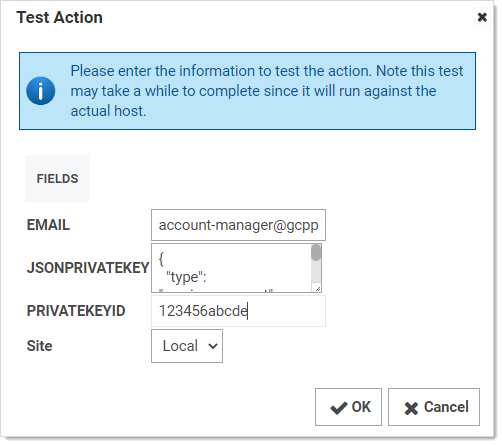 Test Action
Please enter the information to test the action. Note this test
may take a while to complete since it will run against the
actual host.
FIELDS
EMAIL account-manager@gcpp
JSONPRIVATEKEY {
"type":
PRIVATEKEYID 123456abcde
Site Local
OK Cancel